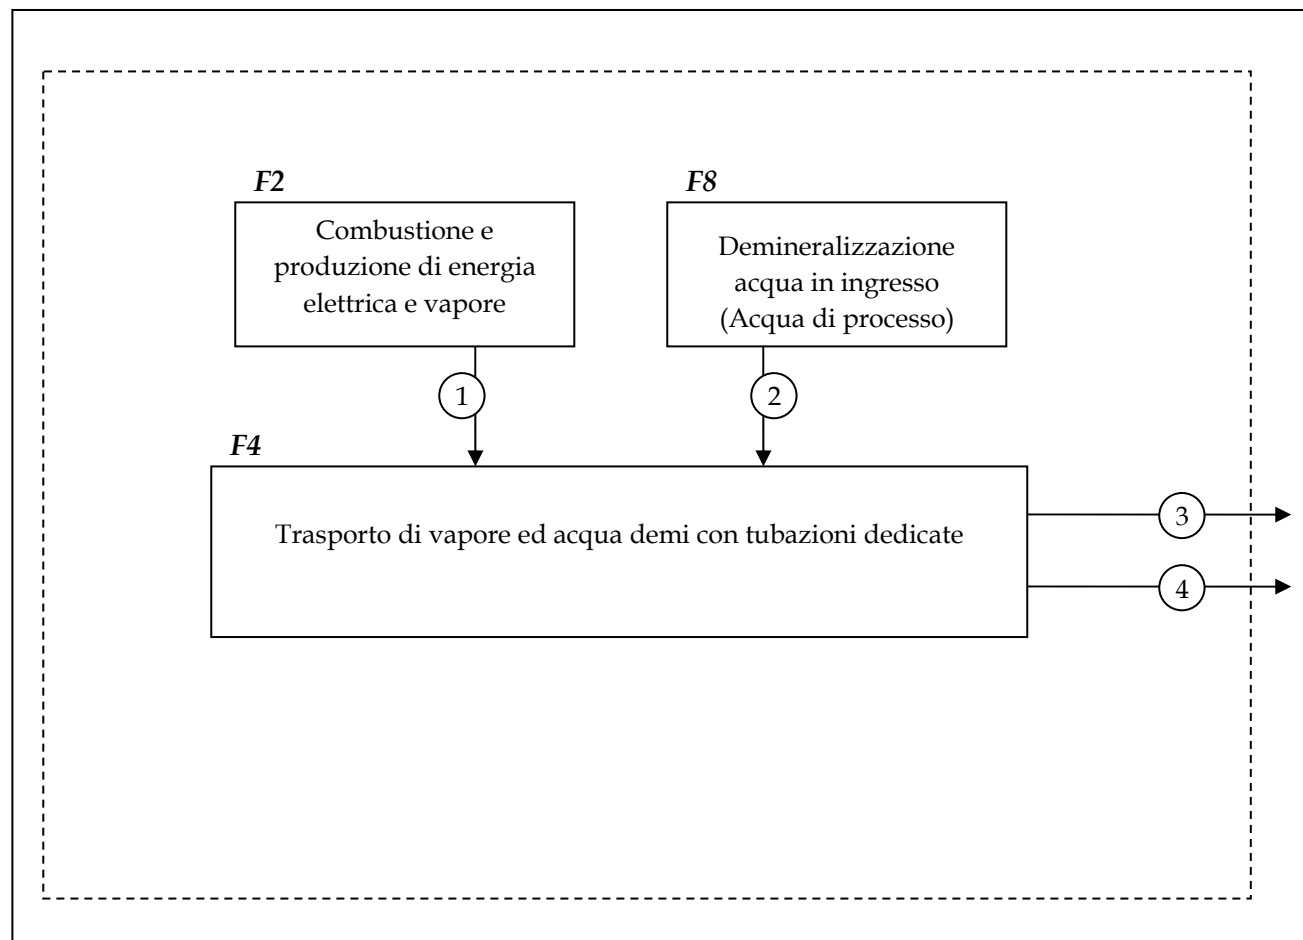 F2
Combustione e
produzione di energia
elettrica e vapore
F8
Demineralizzazione
acqua in ingresso
(Acqua di processo)
1
2
F4
Trasporto di vapore ed acqua demi con tubazioni dedicate
3
4